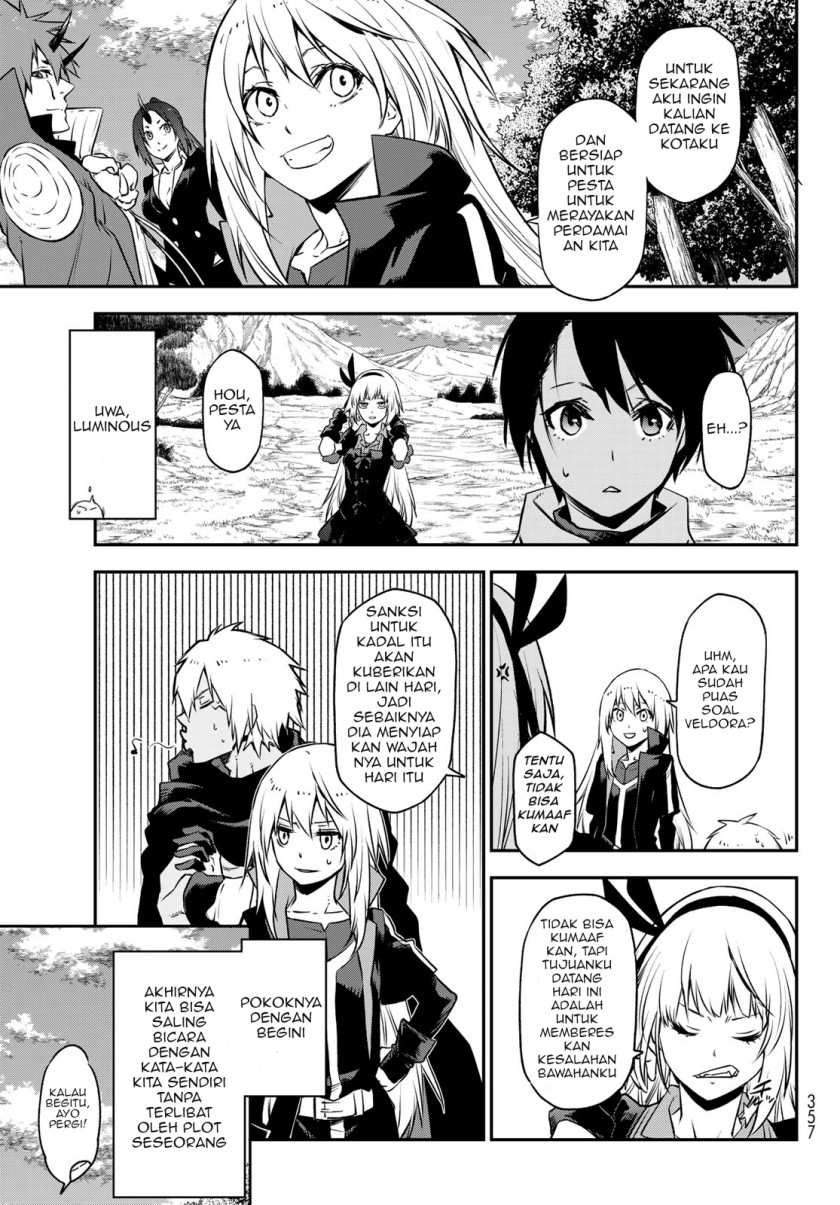 UNTUK
SEKARANG
AKU INGIN
KALIAN
DATANG KE
KOTAKU
DAN
BERSIAP
UNTUK
PESTA
UNTUK
MERAYAKAN
PERDAMAI
AN KITA
EH...?
HOU,
PESTA
YA
UWA,
LUMINOUS
UHM,
APA KAU
SUDAH
PUAS
SOAL
VELDORA?
TENTU
SAJA,
TIDAK BISA
KUMAAF
KAN
TIDAK BISA
KUMAAF
KAN, TAPI
TUJUANKU
DATANG
HARI INI
ADALAH
UNTUK
MEMBERES
KAN
KESALAHAN
BAWAHANKU
SANKSI
UNTUK
KADAL ITU
AKAN
KUBERIKAN
DI LAIN HARI,
JADI
SEBAIKNYA
DIA MENYIAP
KAN WAJAH
NYA UNTUK
HARI ITU
POKOKNYA
DENGAN
BEGINI
AKHIRNYA
KITA BISA
SALING
BICARA
DENGAN
KATA-KATA
KITA SENDIRI
TANPA
TERLIBAT
OLEH PLOT
SESEORANG
KALAU
BEGITU,
AYO
PERGI!
357